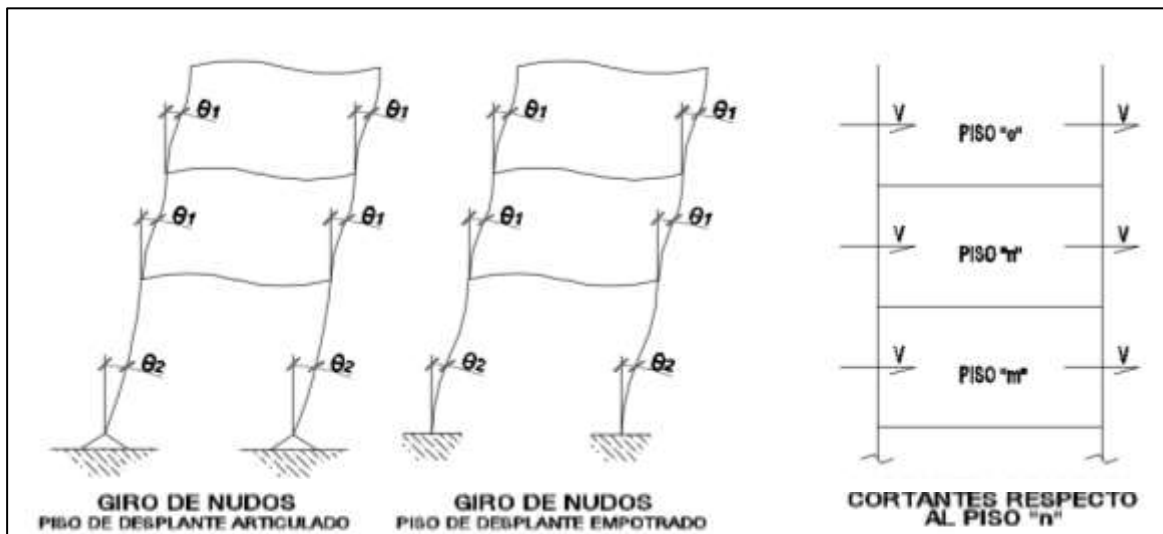 θ1 θ1
θ1 θ1
θ2 θ2
GIRO DE NUDOS
PISO DE DESPLANTE ARTICULADO
θ1 θ1
θ1 θ1
θ2 θ2
GIRO DE NUDOS
PISO DE DESPLANTE EMPOTRADO
V PISO "o" V
V PISO "n" V
V PISO "m" V
CORTANTES RESPECTO
AL PISO "n"